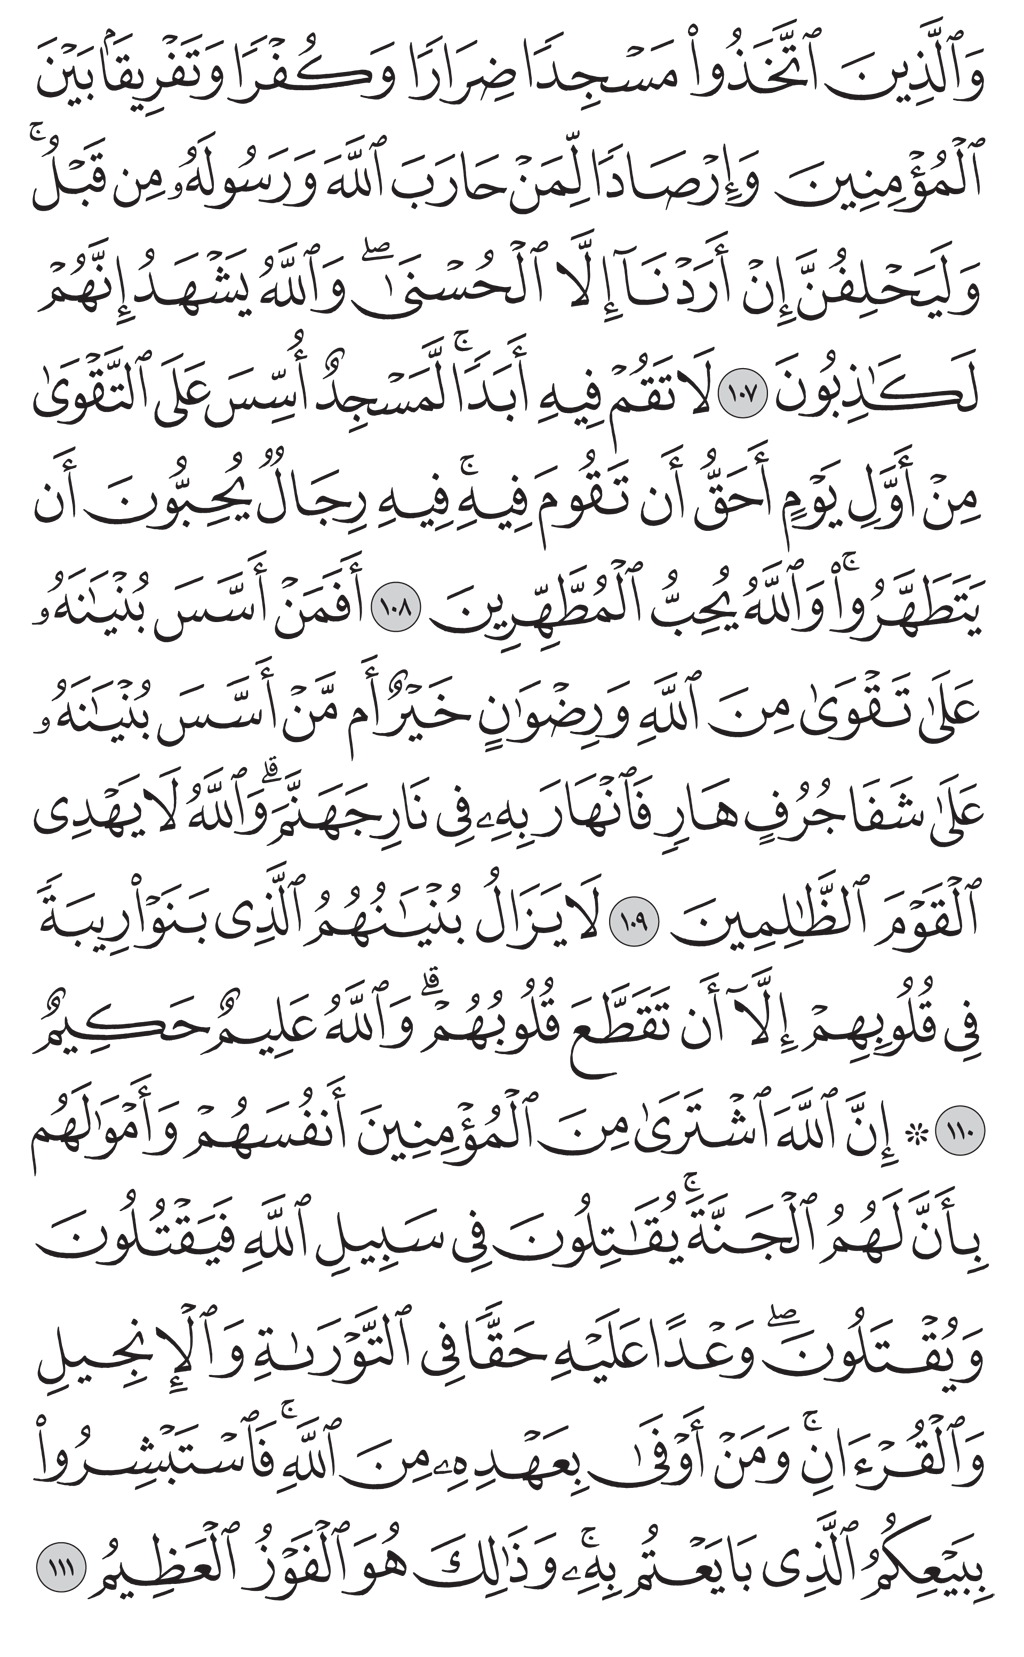 وَٱلَّذِينَ ٱتَّخَذُوا۟ مَسْجِدًا ضِرَارًا وَكُفْرًا وَتَفْرِيقًۢا بَيْنَ
ٱلْمُؤْمِنِينَ وَإِرْصَادًا لِّمَنْ حَارَبَ ٱللَّهَ وَرَسُولَهُۥ مِن قَبْلُ ۚ
وَلَيَحْلِفُنَّ إِنْ أَرَدْنَآ إِلَّا ٱلْحُسْنَىٰ ۖ وَٱللَّهُ يَشْهَدُ إِنَّهُمْ
لَكَـٰذِبُونَ ١٠٧ لَا تَقُمْ فِيهِ أَبَدًا ۚ لَّمَسْجِدٌ أُسِّسَ عَلَى ٱلتَّقْوَىٰ
مِنْ أَوَّلِ يَوْمٍ أَحَقُّ أَن تَقُومَ فِيهِ ۚ فِيهِ رِجَالٌ يُحِبُّونَ أَن
يَتَطَهَّرُوا۟ ۚ وَٱللَّهُ يُحِبُّ ٱلْمُطَّهِّرِينَ ١٠٨ أَفَمَنْ أَسَّسَ بُنْيَـٰنَهُۥ
عَلَىٰ تَقْوَىٰ مِنَ ٱللَّهِ وَرِضْوَٰنٍ خَيْرٌ أَم مَّنْ أَسَّسَ بُنْيَـٰنَهُۥ
عَلَىٰ شَفَا جُرُفٍ هَارٍ فَٱنْهَارَ بِهِۦ فِى نَارِ جَهَنَّمَ ۗ وَٱللَّهُ لَا يَهْدِى
ٱلْقَوْمَ ٱلظَّـٰلِمِينَ ١٠٩ لَا يَزَالُ بُنْيَـٰنُهُمُ ٱلَّذِى بَنَوْا۟ رِيبَةً
فِى قُلُوبِهِمْ إِلَّآ أَن تَقَطَّعَ قُلُوبُهُمْ ۗ وَٱللَّهُ عَلِيمٌ حَكِيمٌ
١١٠ ۞ إِنَّ ٱللَّهَ ٱشْتَرَىٰ مِنَ ٱلْمُؤْمِنِينَ أَنفُسَهُمْ وَأَمْوَٰلَهُم
بِأَنَّ لَهُمُ ٱلْجَنَّةَ ۚ يُقَـٰتِلُونَ فِى سَبِيلِ ٱللَّهِ فَيَقْتُلُونَ
وَيُقْتَلُونَ ۖ وَعْدًا عَلَيْهِ حَقًّا فِى ٱلتَّوْرَىٰةِ وَٱلْإِنجِيلِ
وَٱلْقُرْءَانِ ۚ وَمَنْ أَوْفَىٰ بِعَهْدِهِۦ مِنَ ٱللَّهِ ۚ فَٱسْتَبْشِرُوا۟
بِبَيْعِكُمُ ٱلَّذِى بَايَعْتُم بِهِۦ ۚ وَذَٰلِكَ هُوَ ٱلْفَوْزُ ٱلْعَظِيمُ ١١١